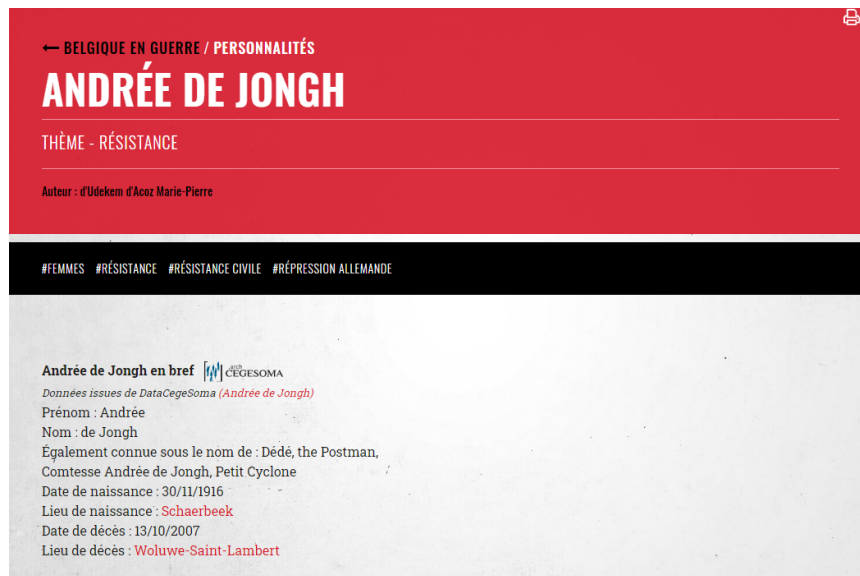 ← BELGIQUE EN GUERRE / PERSONNALITÉS
ANDRÉE DE JONGH
THÈME - RÉSISTANCE
Auteur : d'Udekem d'Acoz Marie-Pierre
#FEMMES #RÉSISTANCE #RÉSISTANCE CIVILE #RÉPRESSION ALLEMANDE
Andrée de Jongh en bref arch CEGESOMA
Données issues de DataCegeSoma (Andrée de Jongh)
Prénom : Andrée
Nom : de Jongh
Également connue sous le nom de : Dédé, the Postman,
Comtesse Andrée de Jongh, Petit Cyclone
Date de naissance : 30/11/1916
Lieu de naissance : Schaerbeek
Date de décès : 13/10/2007
Lieu de décès : Woluwe-Saint-Lambert